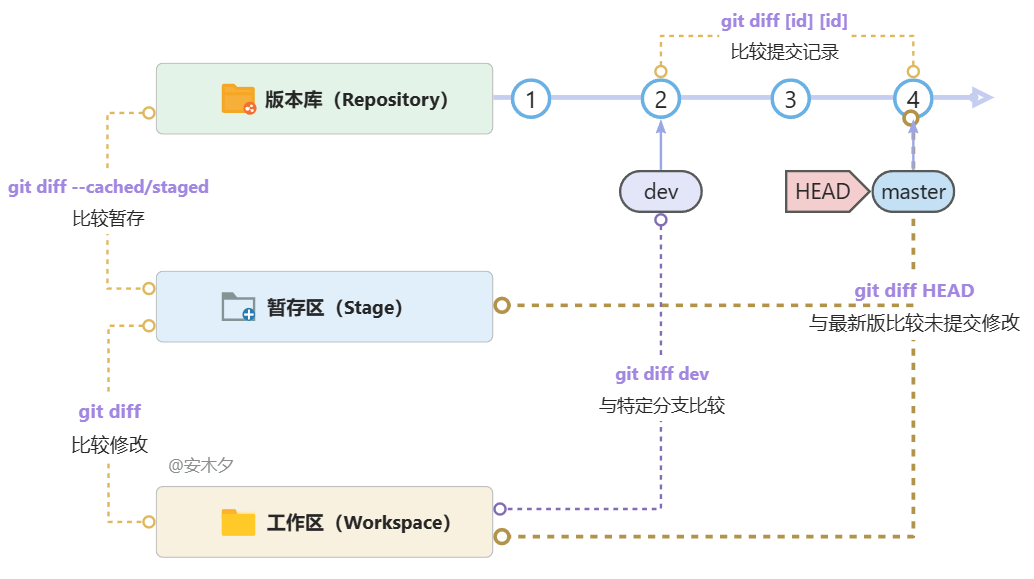 git diff [id] [id]
比较提交记录
版本库（Repository）
1
2
3
4
git diff --cached/staged
比较暂存
dev
HEAD
master
暂存区（Stage）
git diff HEAD
与最新版比较未提交修改
git diff dev
与特定分支比较
git diff
比较修改
@安木夕
工作区（Workspace）